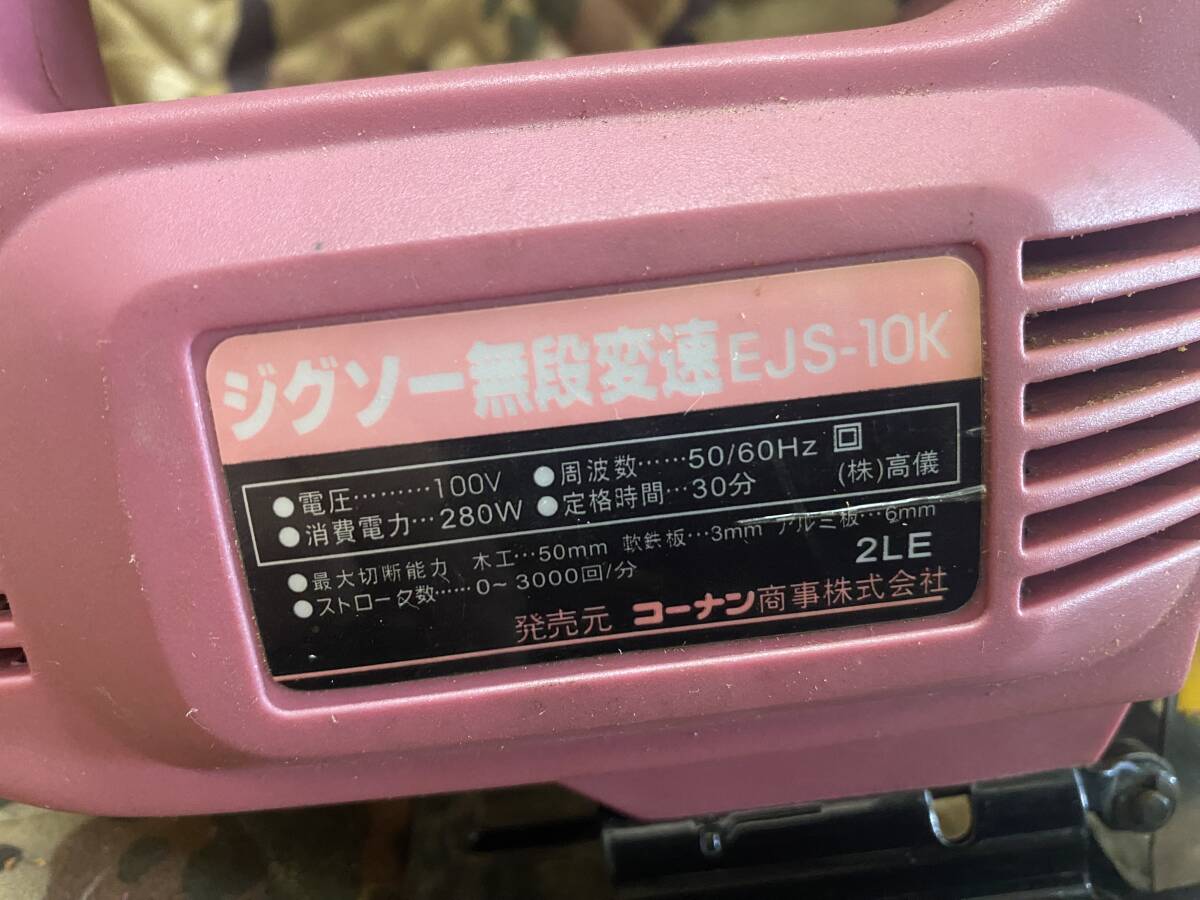 ジグソー無段変速EJS-10K
●電圧………100V ●周波数……50/60Hz 回
●消費電力…280W ●定格時間…30分 (株)高儀
●最大切断能力 木工…50mm 軟鉄板…3mm アルミ板…6mm
●ストローク数……0～3000回/分 2LE
発売元 コーナン商事株式会社